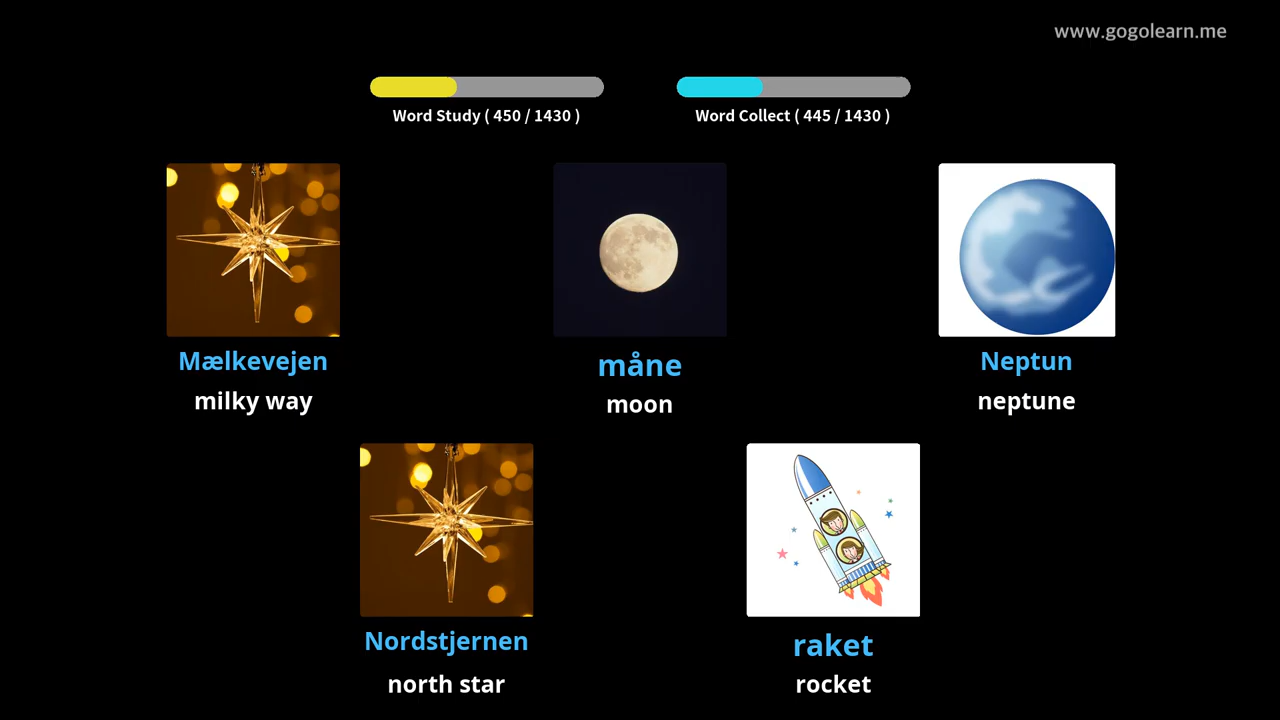 www.gogolearn.me
Word Study ( 450 / 1430 )
Word Collect ( 445 / 1430 )
Mælkevejen
milky way
måne
moon
Neptun
neptune
Nordstjernen
north star
raket
rocket